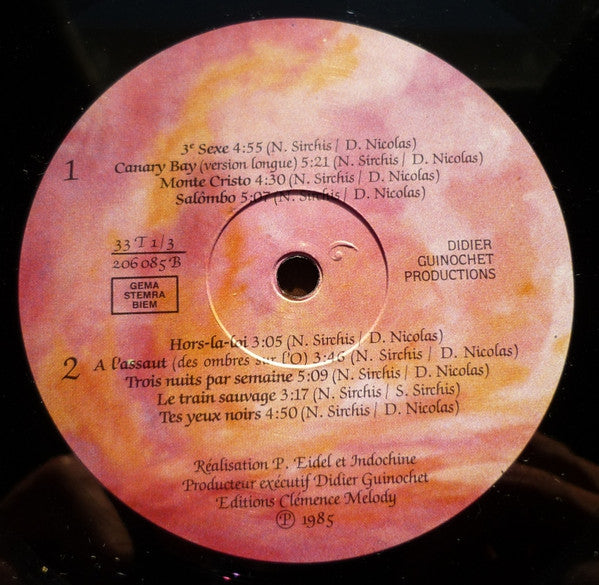 1
3e Sexe 4:55 (N. Sirchis / D. Nicolas)
Canary Bay (version longue) 5:21 (N. Sirchis / D. Nicolas)
Monte Cristo 4:30 (N. Sirchis / D. Nicolas)
Salômbo 5:07 (N. Sirchis / D. Nicolas)
33 T 1/3
206 085 B
GEMA
STEMRA
BIEM
DIDIER
GUINOCHET
PRODUCTIONS
2
Hors-la-loi 3:05 (N. Sirchis / D. Nicolas)
A l'assaut (des ombres sur l'O) 3:46 (N. Sirchis / D. Nicolas)
Trois nuits par semaine 5:09 (N. Sirchis / D. Nicolas)
Le train sauvage 3:17 (N. Sirchis / S. Sirchis)
Tes yeux noirs 4:50 (N. Sirchis / D. Nicolas)
Réalisation P. Eidel et Indochine
Producteur exécutif Didier Guinochet
Editions Clémence Melody
℗ 1985